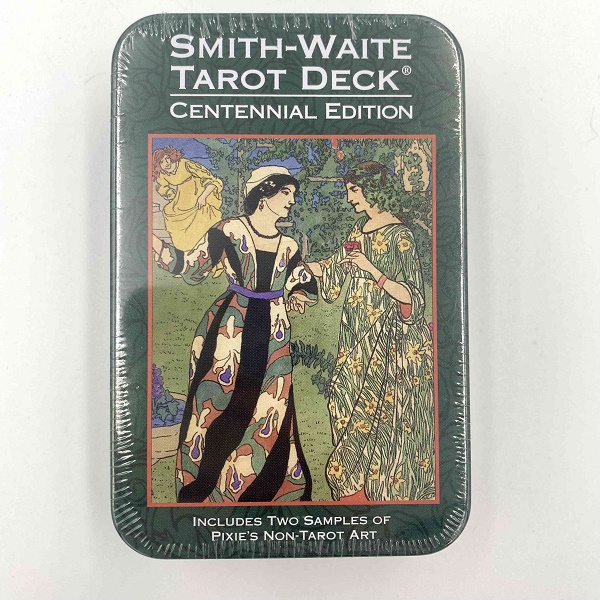 SMITH-WAITE
TAROT DECK®
CENTENNIAL EDITION
INCLUDES TWO SAMPLES OF
PIXIE'S NON-TAROT ART